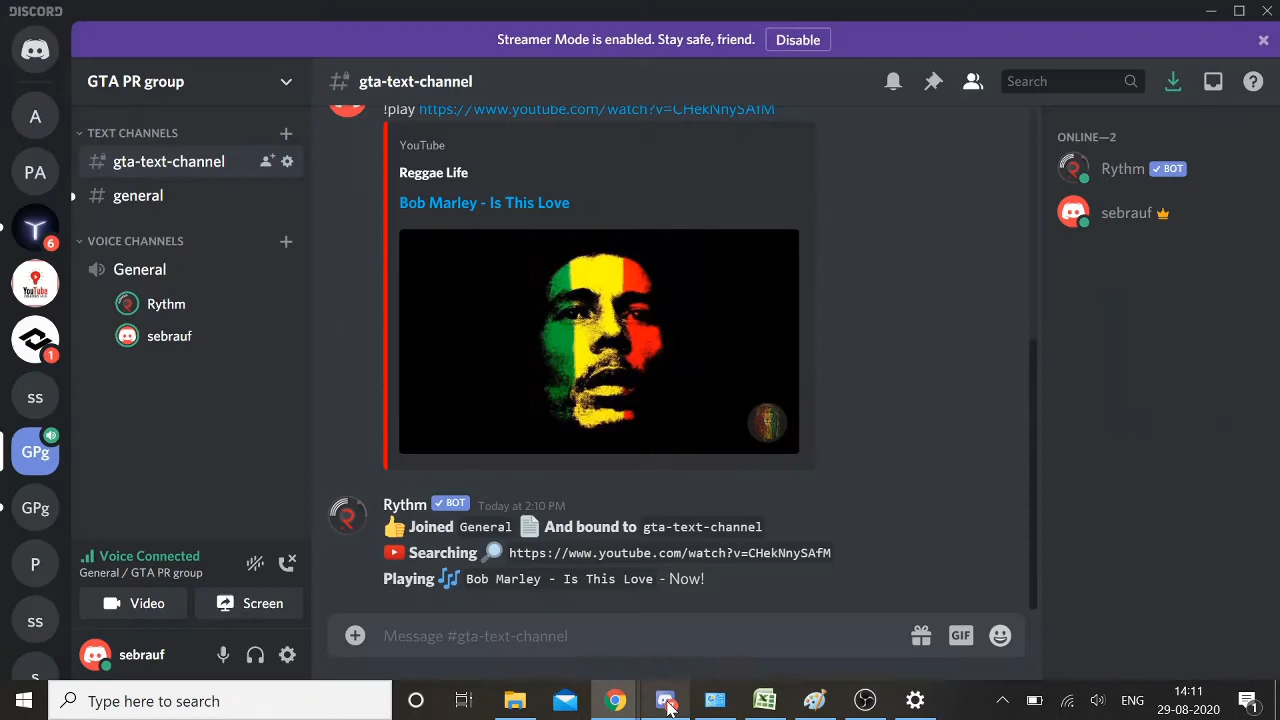 DISCORD
Streamer Mode is enabled. Stay safe, friend. Disable
GTA PR group
gta-text-channel
Search
A
PA
6
YouTube
1
ss
GPg
GPg
P
ss
s
TEXT CHANNELS
gta-text-channel
general
VOICE CHANNELS
General
Rythm
sebrauf
Voice Connected
General / GTA PR group
Video
Screen
sebrauf
!play https://www.youtube.com/watch?v=CHekNnySAfM
YouTube
Reggae Life
Bob Marley - Is This Love
Rythm BOT Today at 2:10 PM
Joined General And bound to gta-text-channel
Searching https://www.youtube.com/watch?v=CHekNnySAfM
Playing Bob Marley - Is This Love - Now!
Message #gta-text-channel
GIF
ONLINE—2
Rythm BOT
sebrauf
Type here to search
ENG
14:11
29-08-2020
1